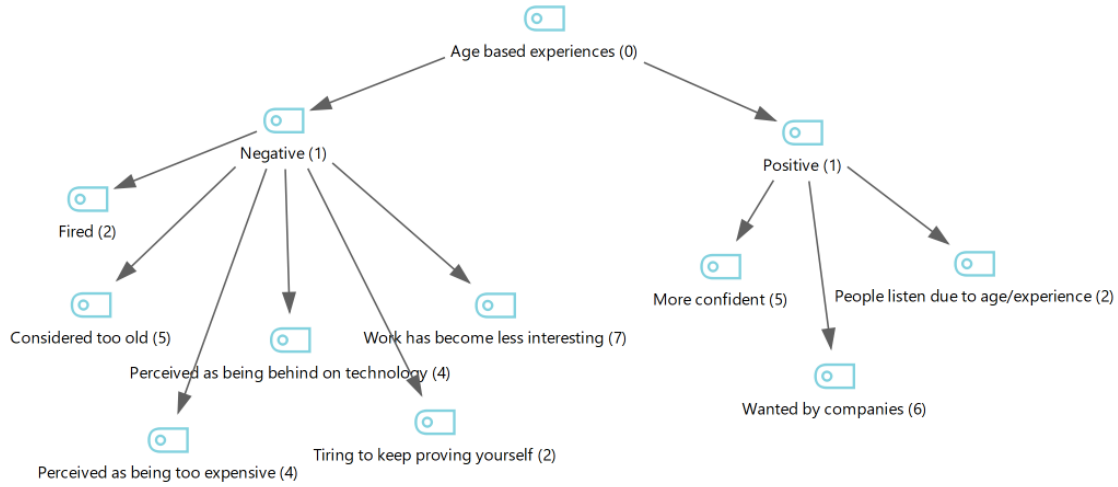 Age based experiences (0)
Negative (1)
Positive (1)
Fired (2)
More confident (5)
People listen due to age/experience (2)
Considered too old (5)
Work has become less interesting (7)
Perceived as being behind on technology (4)
Wanted by companies (6)
Tiring to keep proving yourself (2)
Perceived as being too expensive (4)